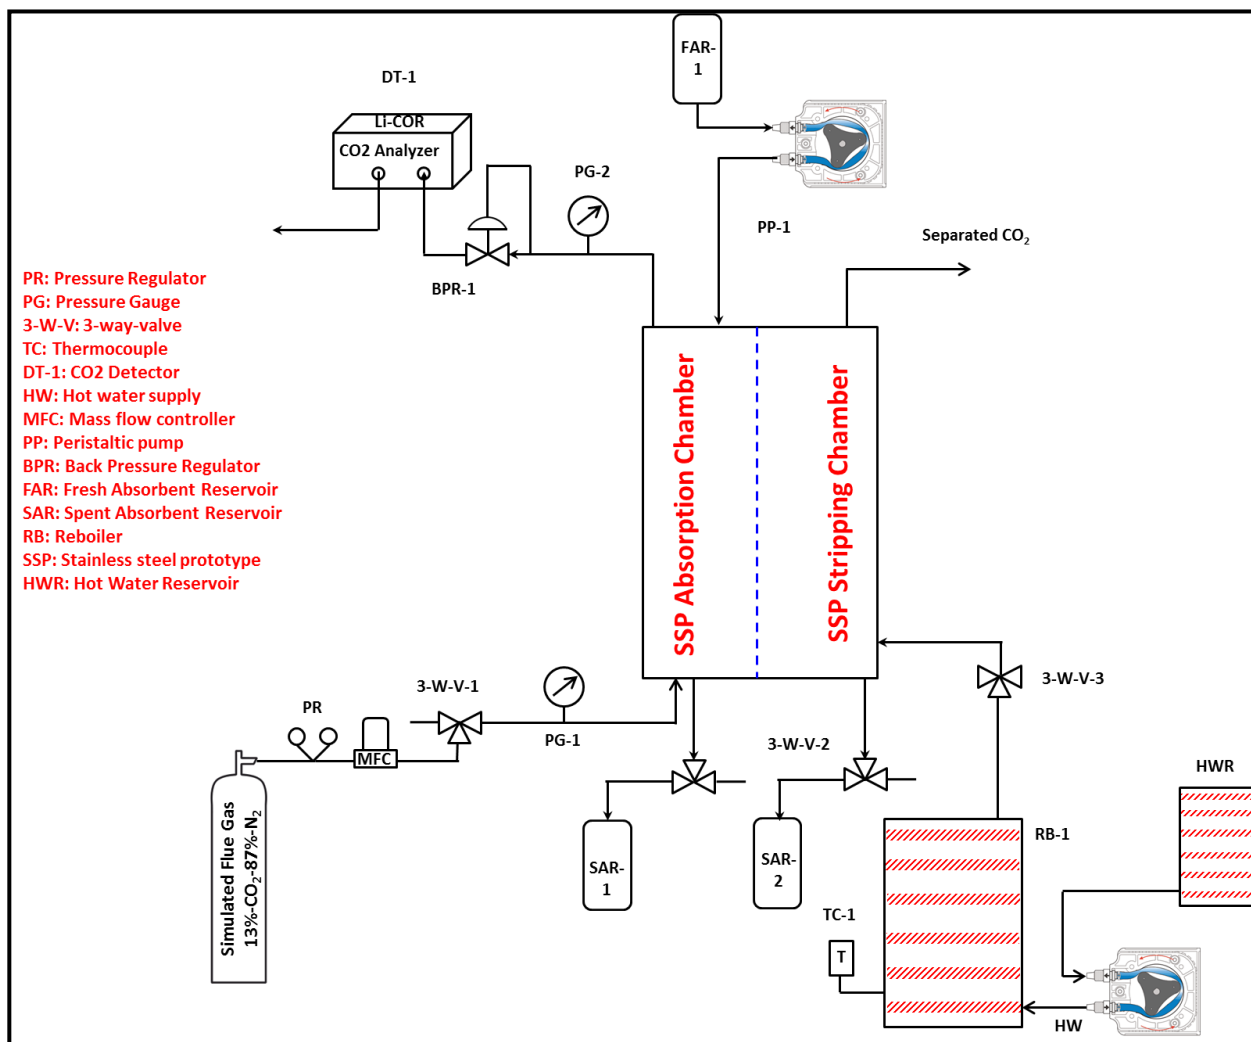 FAR-
1
DT-1
Li-COR
CO2 Analyzer
PG-2
PP-1
Separated CO₂
BPR-1
PR: Pressure Regulator
PG: Pressure Gauge
3-W-V: 3-way-valve
TC: Thermocouple
DT-1: CO2 Detector
HW: Hot water supply
MFC: Mass flow controller
PP: Peristaltic pump
BPR: Back Pressure Regulator
FAR: Fresh Absorbent Reservoir
SAR: Spent Absorbent Reservoir
RB: Reboiler
SSP: Stainless steel prototype
HWR: Hot Water Reservoir
SSP Absorption Chamber
SSP Stripping Chamber
3-W-V-1
PR
MFC
PG-1
3-W-V-2
3-W-V-3
HWR
Simulated Flue Gas
13%-CO₂-87%-N₂
SAR-
1
SAR-
2
RB-1
TC-1
T
HW